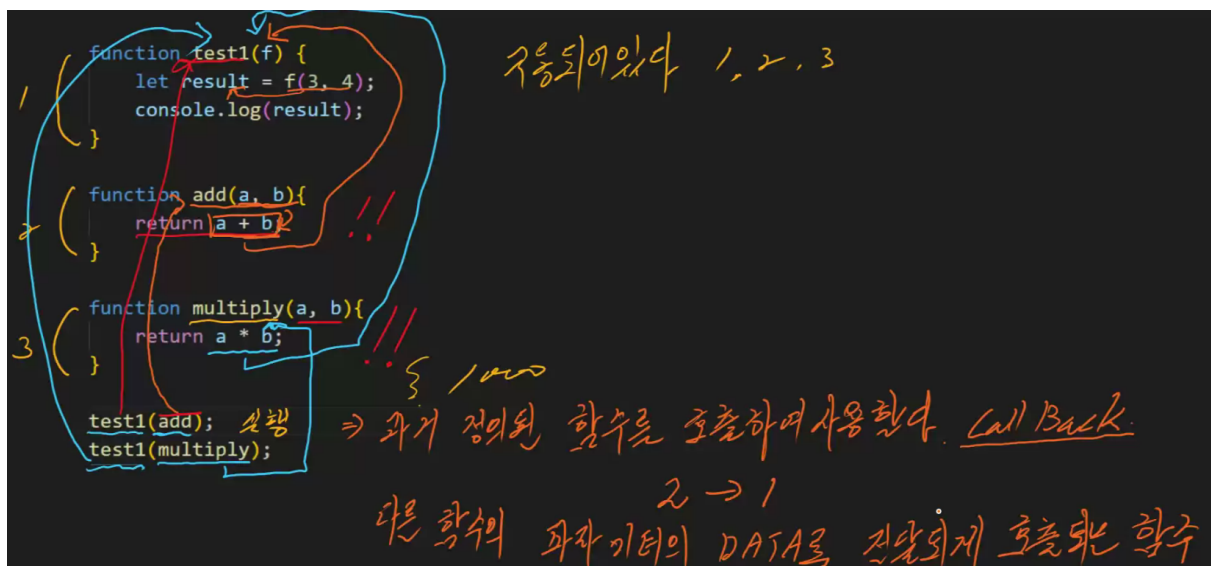 function test1(f) {
구동되어있다 1, 2, 3
let result = f(3, 4);
1
console.log(result);
}
function add(a, b){
2
return a + b;
!!
}
function multiply(a, b){
return a * b;
!!
3
}
1000
test1(add); 실행 ⇒ 과거 정의된 함수를 호출하여 사용한다. Call Back.
test1(multiply);
2 → 1
다른 함수의 파라미터의 DATA로 전달되게 호출되는 함수